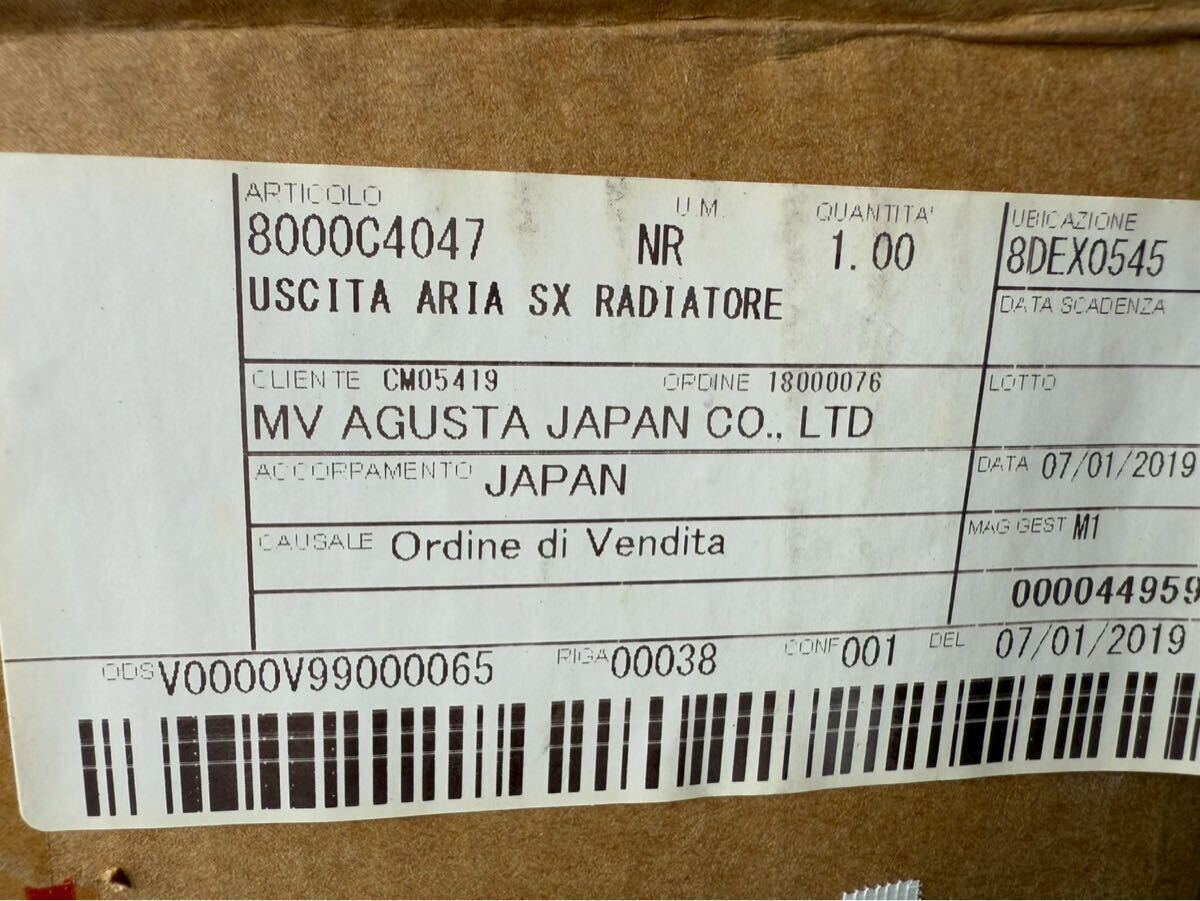 ARTICOLO U.M. QUANTITA' UBICAZIONE
8000C4047 NR 1.00 8DEX0545
USCITA ARIA SX RADIATORE DATA SCADENZA
CLIENTE CM05419 ORDINE 18000076 LOTTO
MV AGUSTA JAPAN CO., LTD
ACCORPAMENTO JAPAN DATA 07/01/2019
CAUSALE Ordine di Vendita MAG GEST M1
000044959
ODS V0000V99000065 RIGA 00038 CONF 001 DEL 07/01/2019